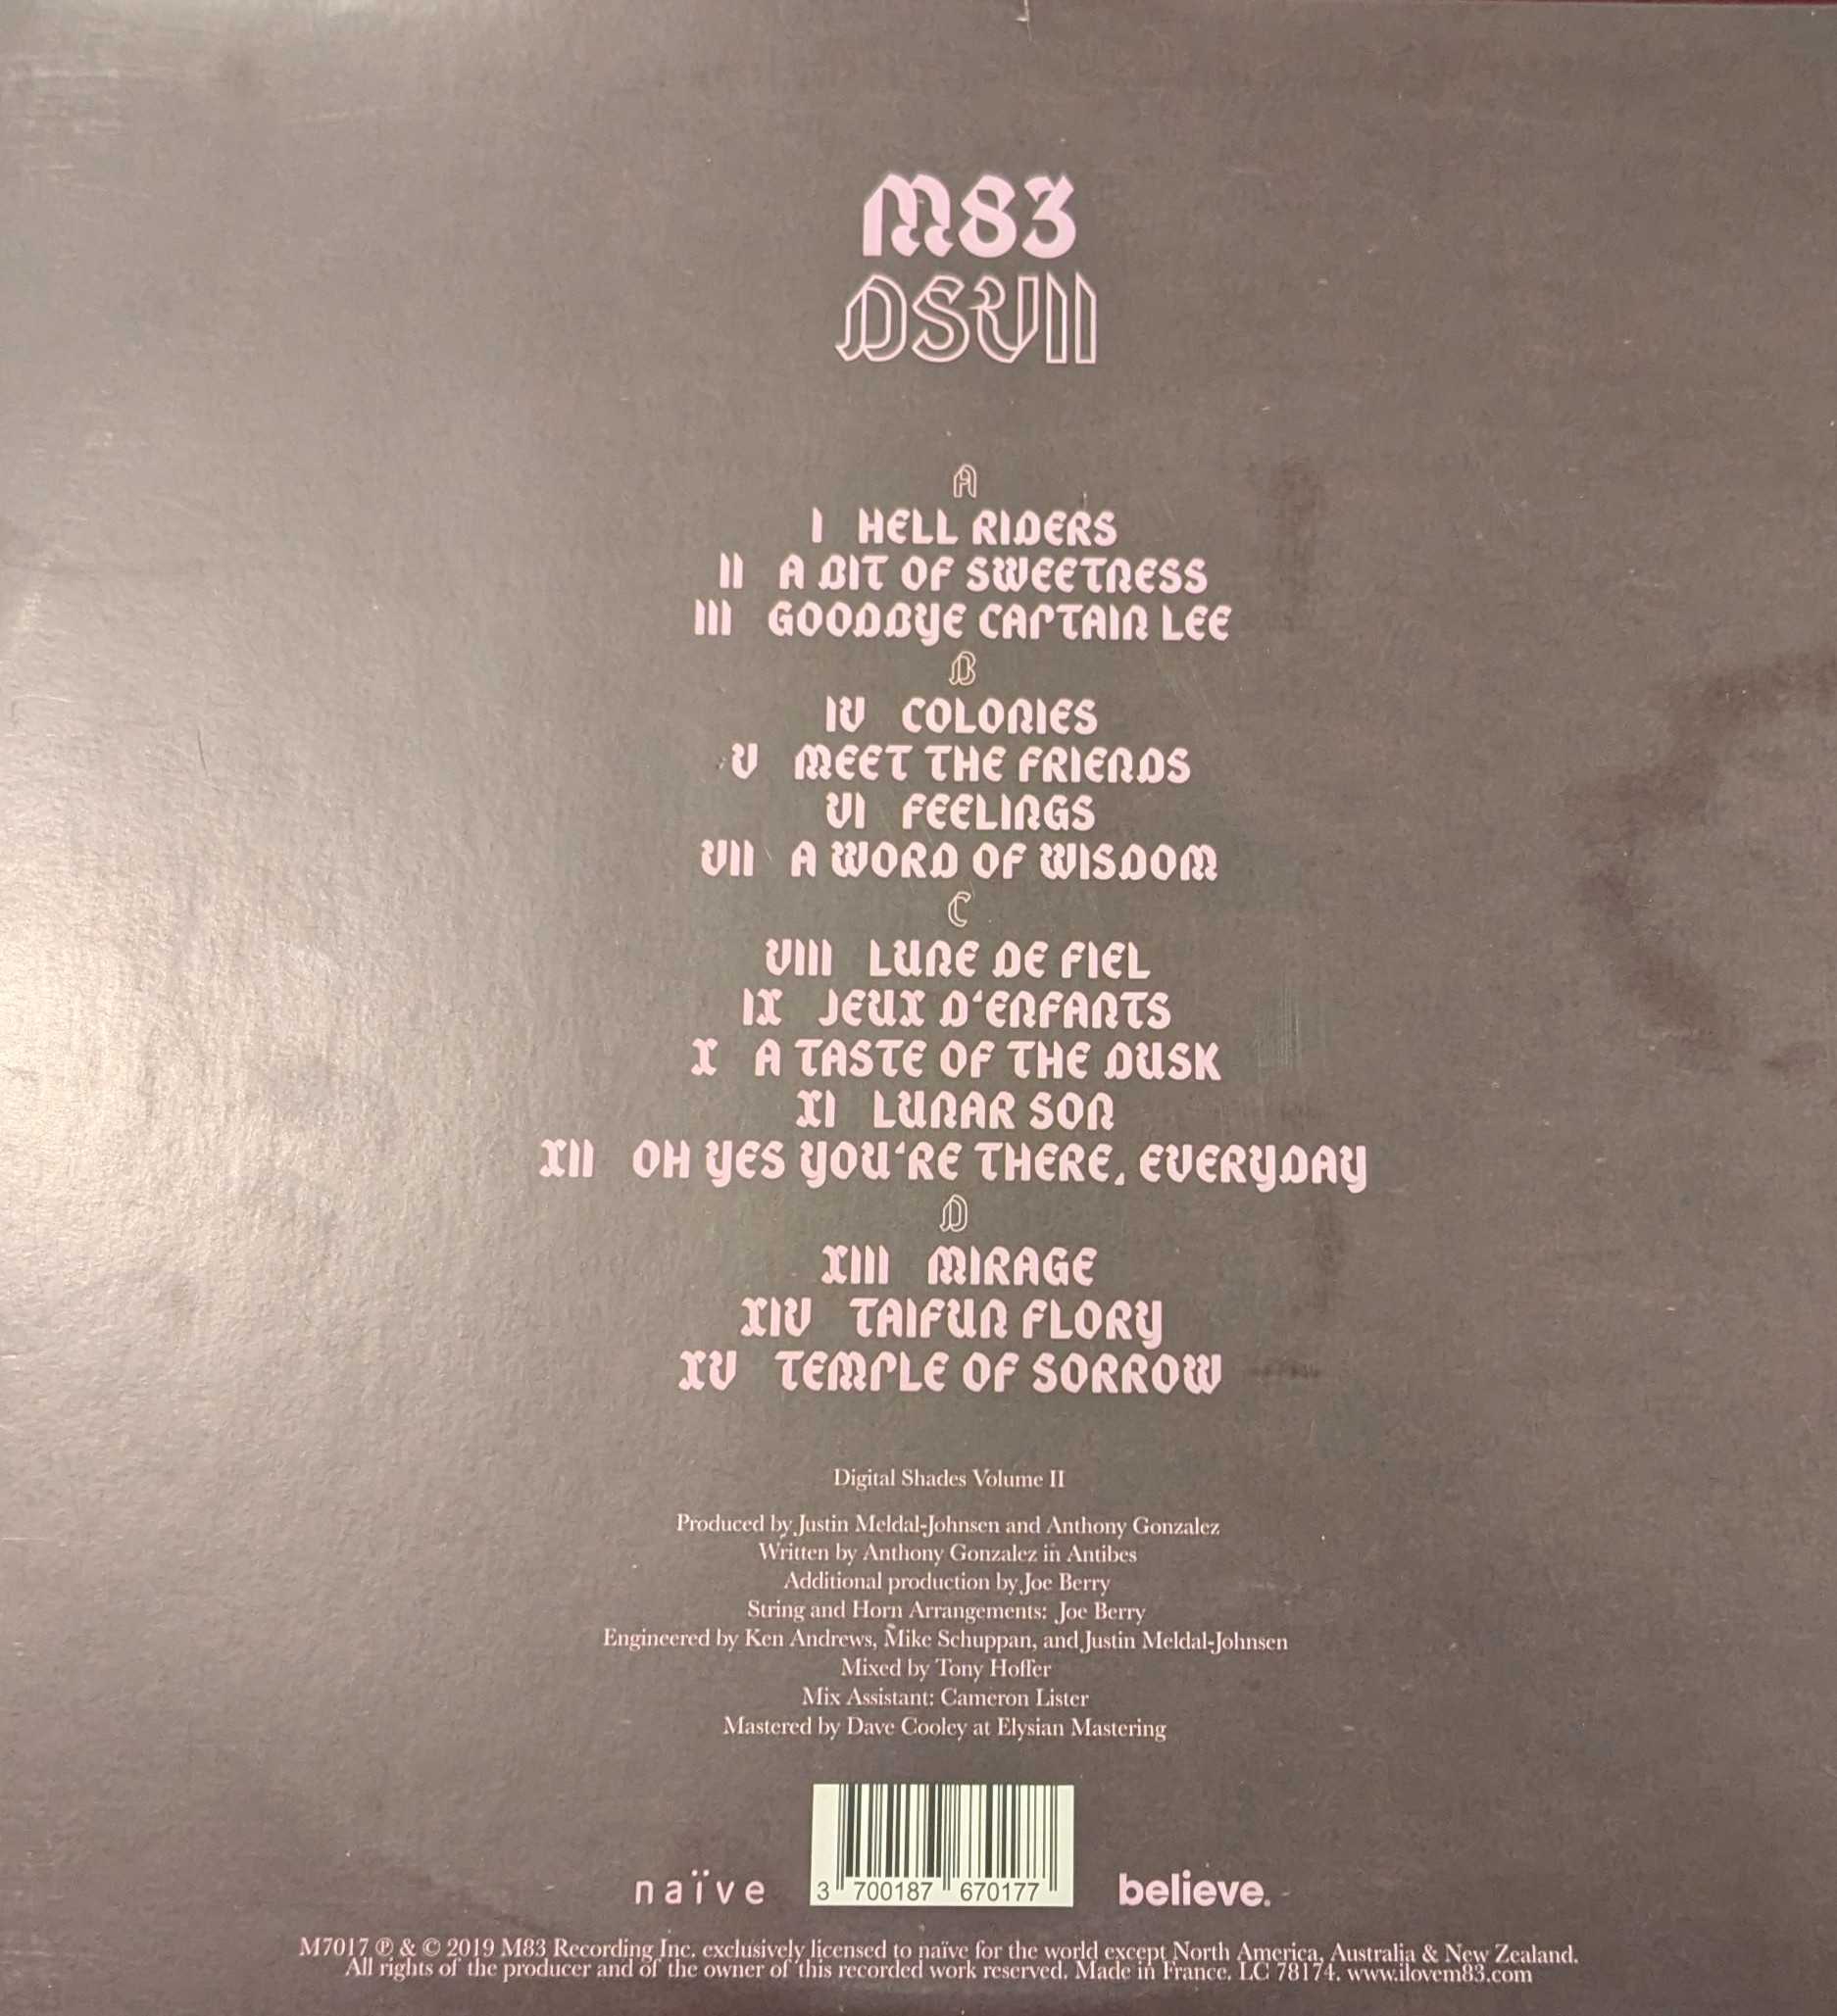 M83
DSVII
A
I HELL RIDERS
II A BIT OF SWEETNESS
III GOODBYE CAPTAIN LEE
B
IV COLONIES
V MEET THE FRIENDS
VI FEELINGS
VII A WORD OF WISDOM
C
VIII LUNE DE FIEL
IX JEUX D'ENFANTS
X A TASTE OF THE DUSK
XI LUNAR SON
XII OH YES YOU'RE THERE, EVERYDAY
D
XIII MIRAGE
XIV TAIFUN FLORY
XV TEMPLE OF SORROW
Digital Shades Volume II
Produced by Justin Meldal-Johnsen and Anthony Gonzalez
Written by Anthony Gonzalez in Antibes
Additional production by Joe Berry
String and Horn Arrangements: Joe Berry
Engineered by Ken Andrews, Mike Schuppan, and Justin Meldal-Johnsen
Mixed by Tony Hoffer
Mix Assistant: Cameron Lister
Mastered by Dave Cooley at Elysian Mastering
naïve 3 700187 670177 believe.
M7017 ℗ & © 2019 M83 Recording Inc. exclusively licensed to naïve for the world except North America, Australia & New Zealand.
All rights of the producer and of the owner of this recorded work reserved. Made in France. LC 78174. www.ilovem83.com